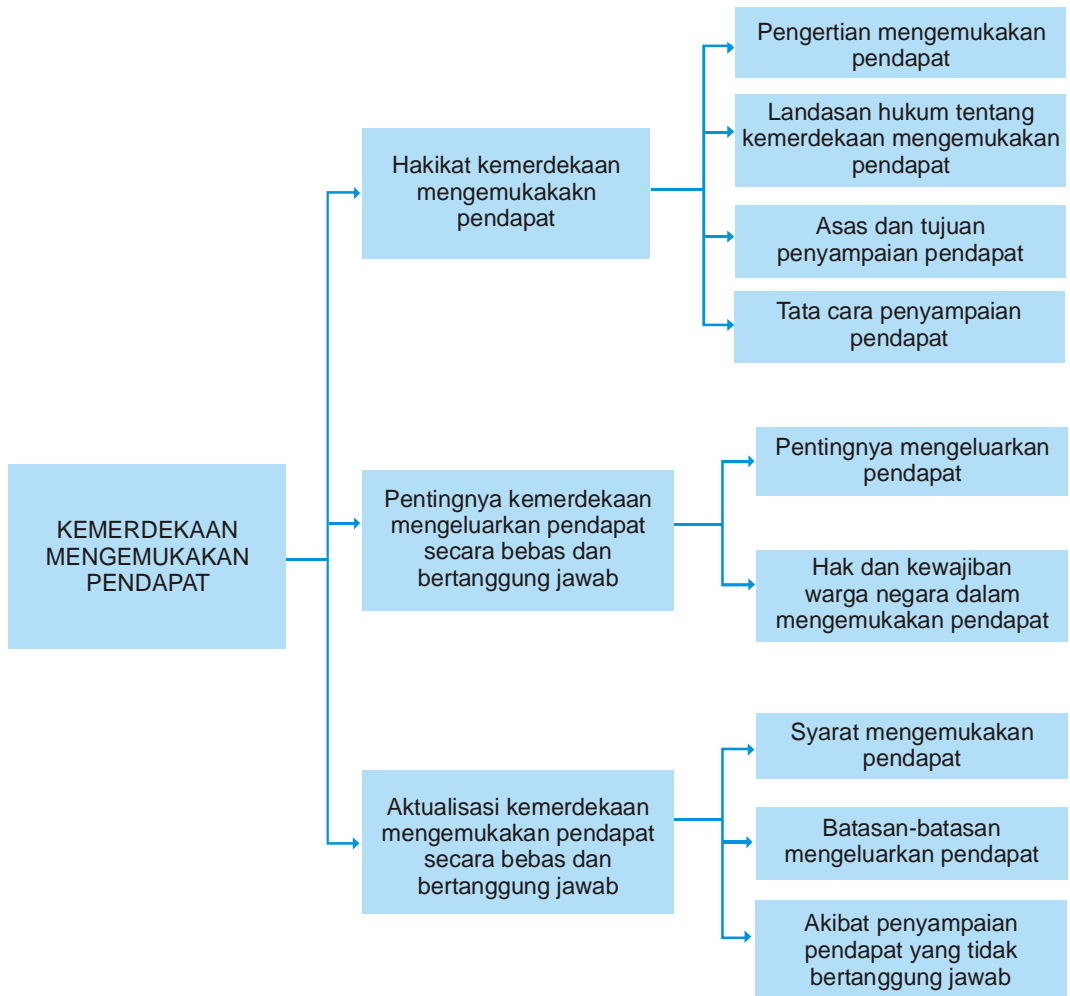 KEMERDEKAAN
MENGEMUKAKAN
PENDAPAT
Hakikat kemerdekaan
mengemukakakn
pendapat
Pengertian mengemukakan
pendapat
Landasan hukum tentang
kemerdekaan mengemukakan
pendapat
Asas dan tujuan
penyampaian pendapat
Tata cara penyampaian
pendapat
Pentingnya kemerdekaan
mengeluarkan pendapat
secara bebas dan
bertanggung jawab
Pentingnya mengeluarkan
pendapat
Hak dan kewajiban
warga negara dalam
mengemukakan pendapat
Aktualisasi kemerdekaan
mengemukakan pendapat
secara bebas dan
bertanggung jawab
Syarat mengemukakan
pendapat
Batasan-batasan
mengeluarkan pendapat
Akibat penyampaian
pendapat yang tidak
bertanggung jawab